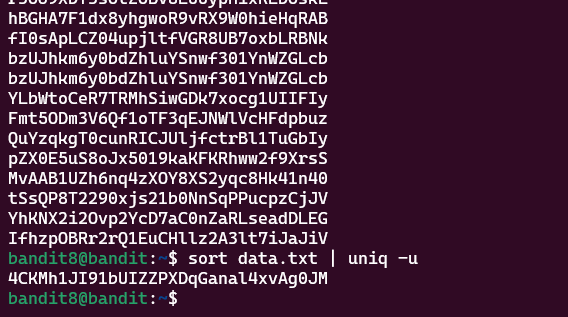 hBGHA7F1dx8yhgwoR9vRX9W0hieHqRAB
fI0sApLCZ04upjltfVGR8UB7oxbLRBNk
bzUJhkm6y0bdZhluYSnwf301YnWZGLcb
bzUJhkm6y0bdZhluYSnwf301YnWZGLcb
YLbWtoCeR7TRMhSiwGDk7xocg1UIIFIy
Fmt5ODm3V6Qf1oTF3qEJNWlVcHFdpbuz
QuYzqkgT0cunRICJUljfctrBl1TuGbIy
pZX0E5uS8oJx5019kaKFKRhww2f9XrsS
MvAAB1UZh6nq4zXOY8XS2yqc8Hk41n40
tSsQP8T2290xjs21b0NnSqPPucpzCjJV
YhKNX2i2Ovp2YcD7aC0nZaRLseadDLEG
IfhzpOBRr2rQ1EuCHllz2A3lt7iJaJiV
bandit8@bandit:~$ sort data.txt | uniq -u
4CKMh1JI91bUIZZPXDqGanal4xvAg0JM
bandit8@bandit:~$